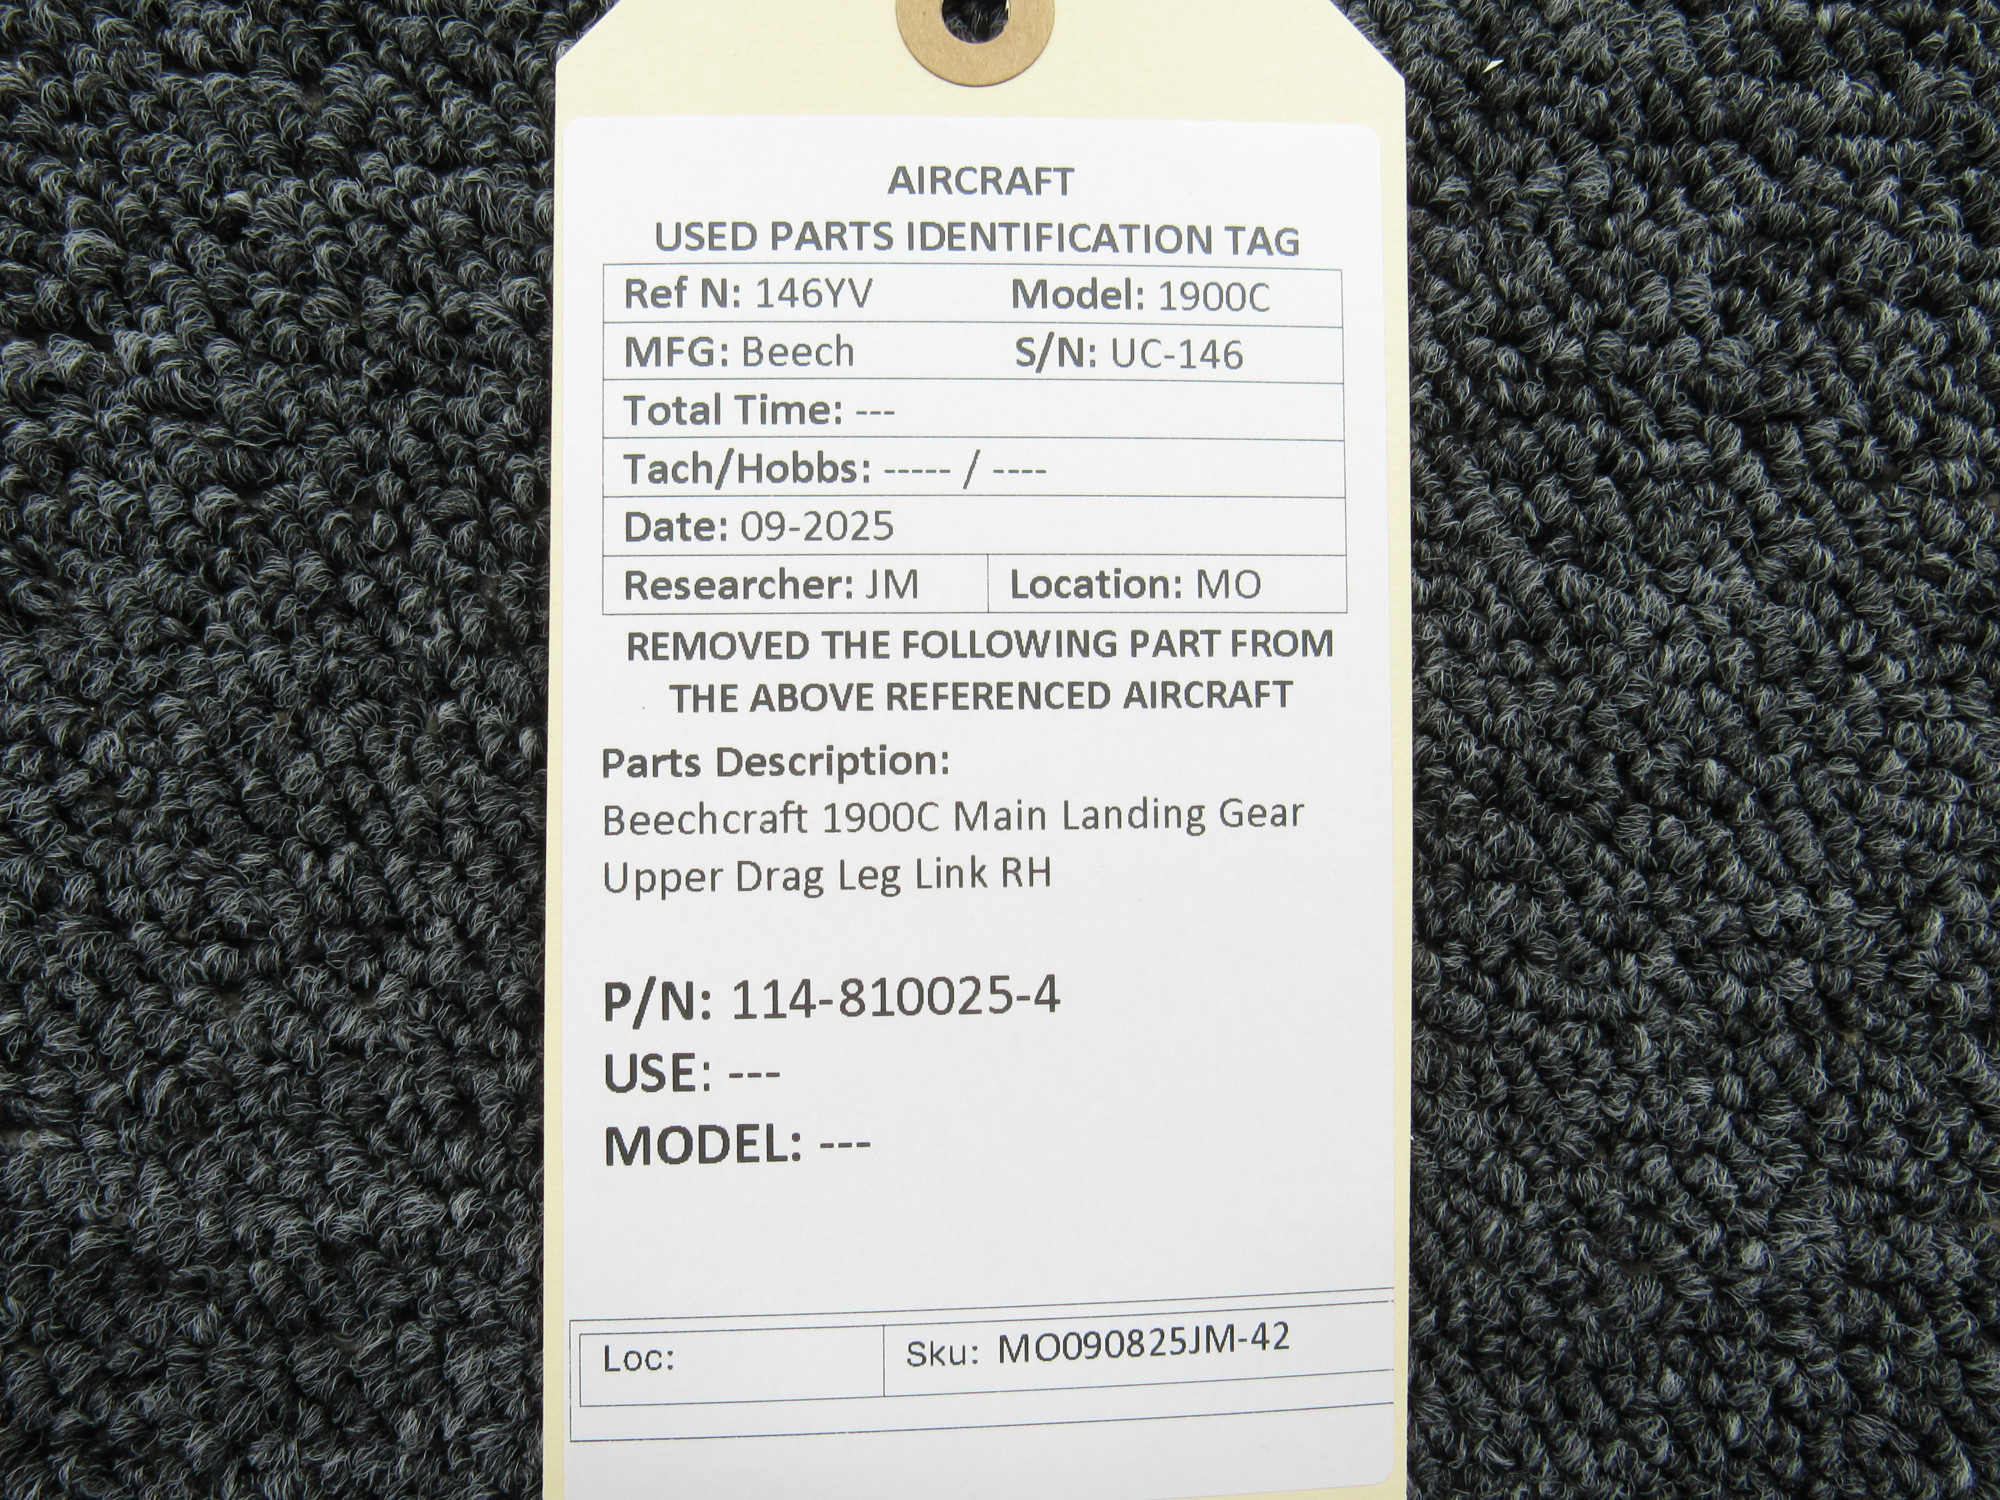 AIRCRAFT
USED PARTS IDENTIFICATION TAG
Ref N: 146YV Model: 1900C
MFG: Beech S/N: UC-146
Total Time: ---
Tach/Hobbs: ----- / ----
Date: 09-2025
Researcher: JM Location: MO
REMOVED THE FOLLOWING PART FROM
THE ABOVE REFERENCED AIRCRAFT
Parts Description:
Beechcraft 1900C Main Landing Gear
Upper Drag Leg Link RH
P/N: 114-810025-4
USE: ---
MODEL: ---
Loc: Sku: MO090825JM-42